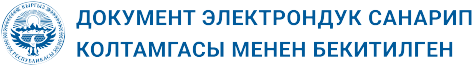 ДОКУМЕНТ ЭЛЕКТРОНДУК САНАРИП
КОЛТАМГАСЫ МЕНЕН БЕКИТИЛГЕН